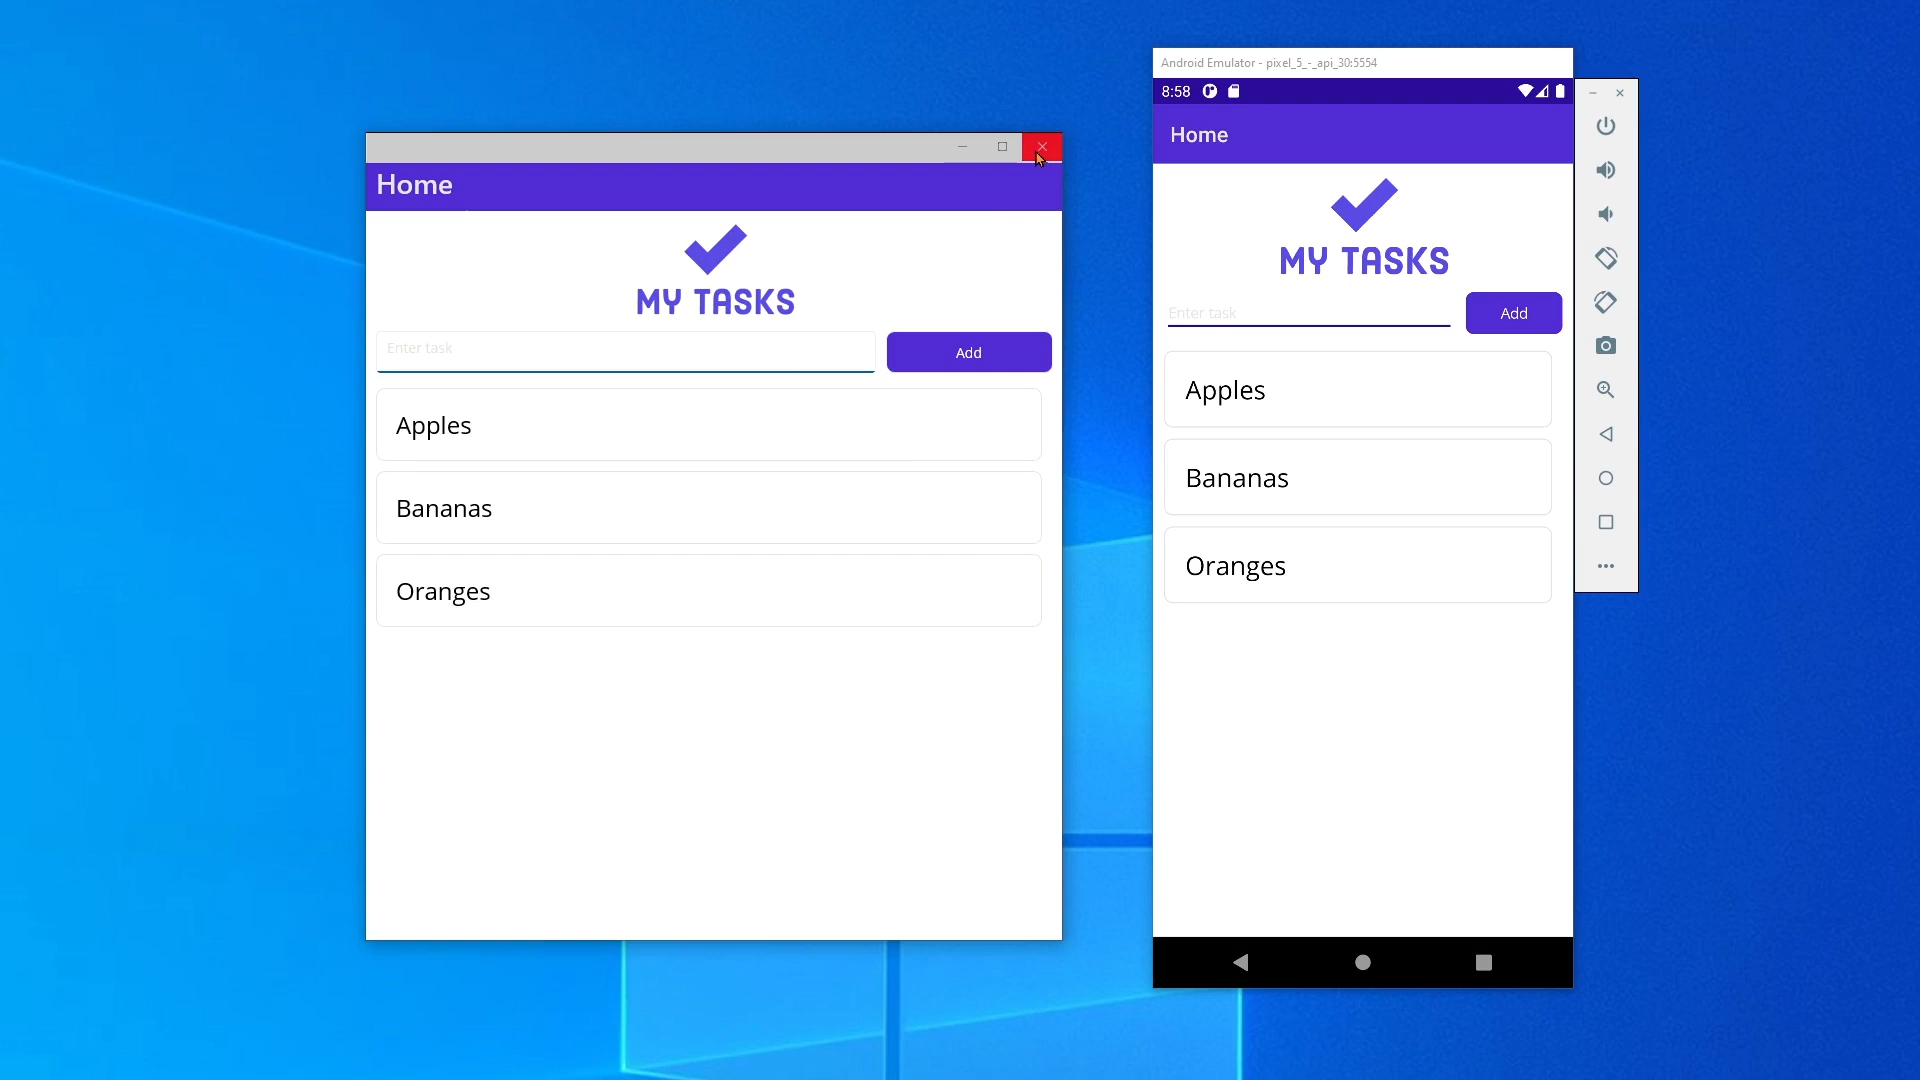 Home
MY TASKS
Enter task
Add
Apples
Bananas
Oranges
Android Emulator - pixel_5_-_api_30:5554
8:58
Home
MY TASKS
Enter task
Add
Apples
Bananas
Oranges